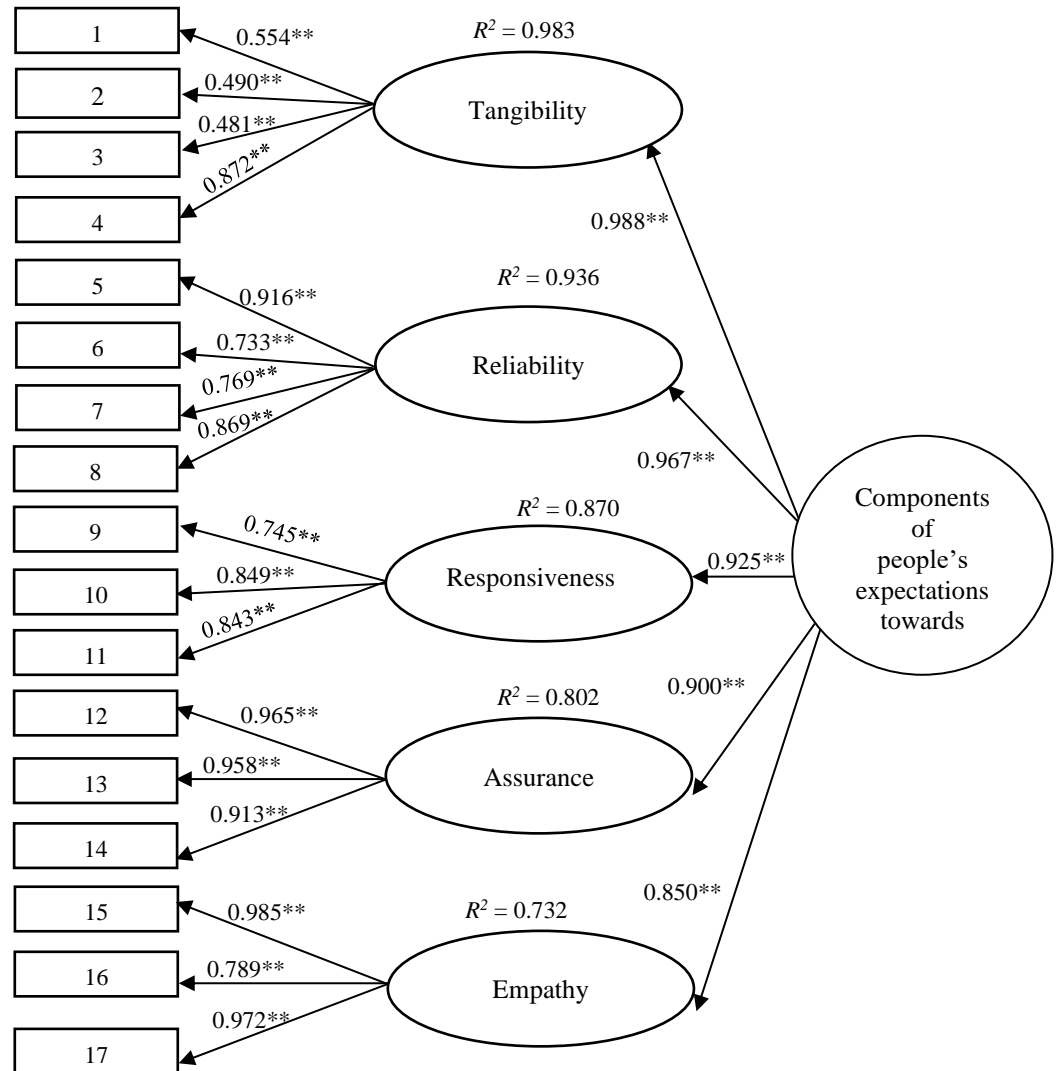 R² = 0.983
1
0.554**
2
0.490**
Tangibility
3
0.481**
0.872**
4
0.988**
5
R² = 0.936
0.916**
6
0.733**
Reliability
7
0.769**
0.869**
8
0.967**
9
R² = 0.870
0.745**
10
0.849**
Responsiveness
0.925**
11
0.843**
Components
of
people’s
expectations
towards
12
R² = 0.802
0.900**
0.965**
13
0.958**
Assurance
0.913**
14
15
R² = 0.732
0.850**
0.985**
16
0.789**
Empathy
0.972**
17